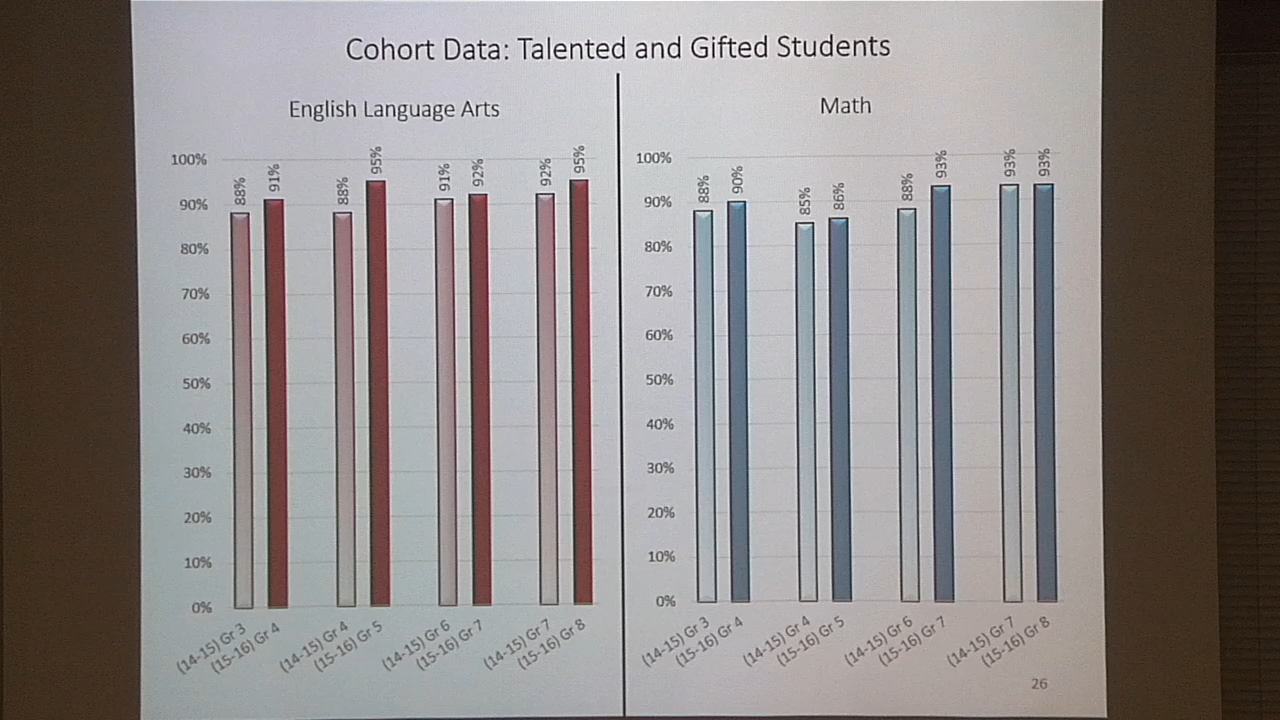 Cohort Data: Talented and Gifted Students
English Language Arts
100%
90%
80%
70%
60%
50%
40%
30%
20%
10%
0%
88%
91%
88%
95%
91%
92%
92%
95%
(14-15) Gr 3
(15-16) Gr 4
(14-15) Gr 4
(15-16) Gr 5
(14-15) Gr 6
(15-16) Gr 7
(14-15) Gr 7
(15-16) Gr 8
Math
100%
90%
80%
70%
60%
50%
40%
30%
20%
10%
0%
88%
90%
85%
86%
88%
93%
93%
93%
(14-15) Gr 3
(15-16) Gr 4
(14-15) Gr 4
(15-16) Gr 5
(14-15) Gr 6
(15-16) Gr 7
(14-15) Gr 7
(15-16) Gr 8
26